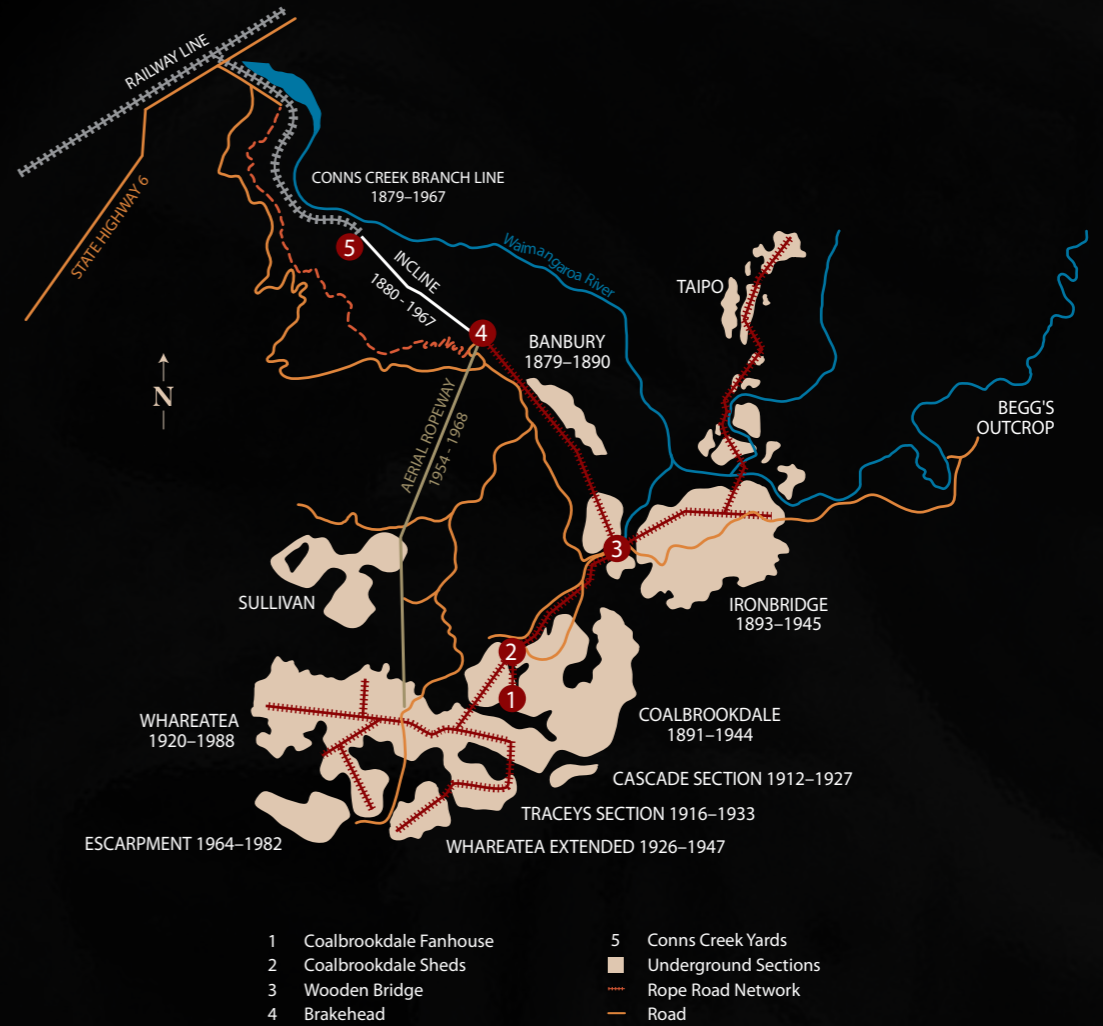 RAILWAY LINE
STATE HIGHWAY 6
CONNS CREEK BRANCH LINE
1879–1967
5
INCLINE
1880 - 1967
Waimangaroa River
4
TAIPO
BANBURY
1879–1890
N
AERIAL ROPEWAY
1954 - 1968
BEGG'S
OUTCROP
3
SULLIVAN
IRONBRIDGE
1893–1945
2
1
WHAREATEA
1920–1988
COALBROOKDALE
1891–1944
CASCADE SECTION 1912–1927
TRACEYS SECTION 1916–1933
ESCARPMENT 1964–1982
WHAREATEA EXTENDED 1926–1947
1 Coalbrookdale Fanhouse
2 Coalbrookdale Sheds
3 Wooden Bridge
4 Brakehead
5 Conns Creek Yards
Underground Sections
Rope Road Network
Road